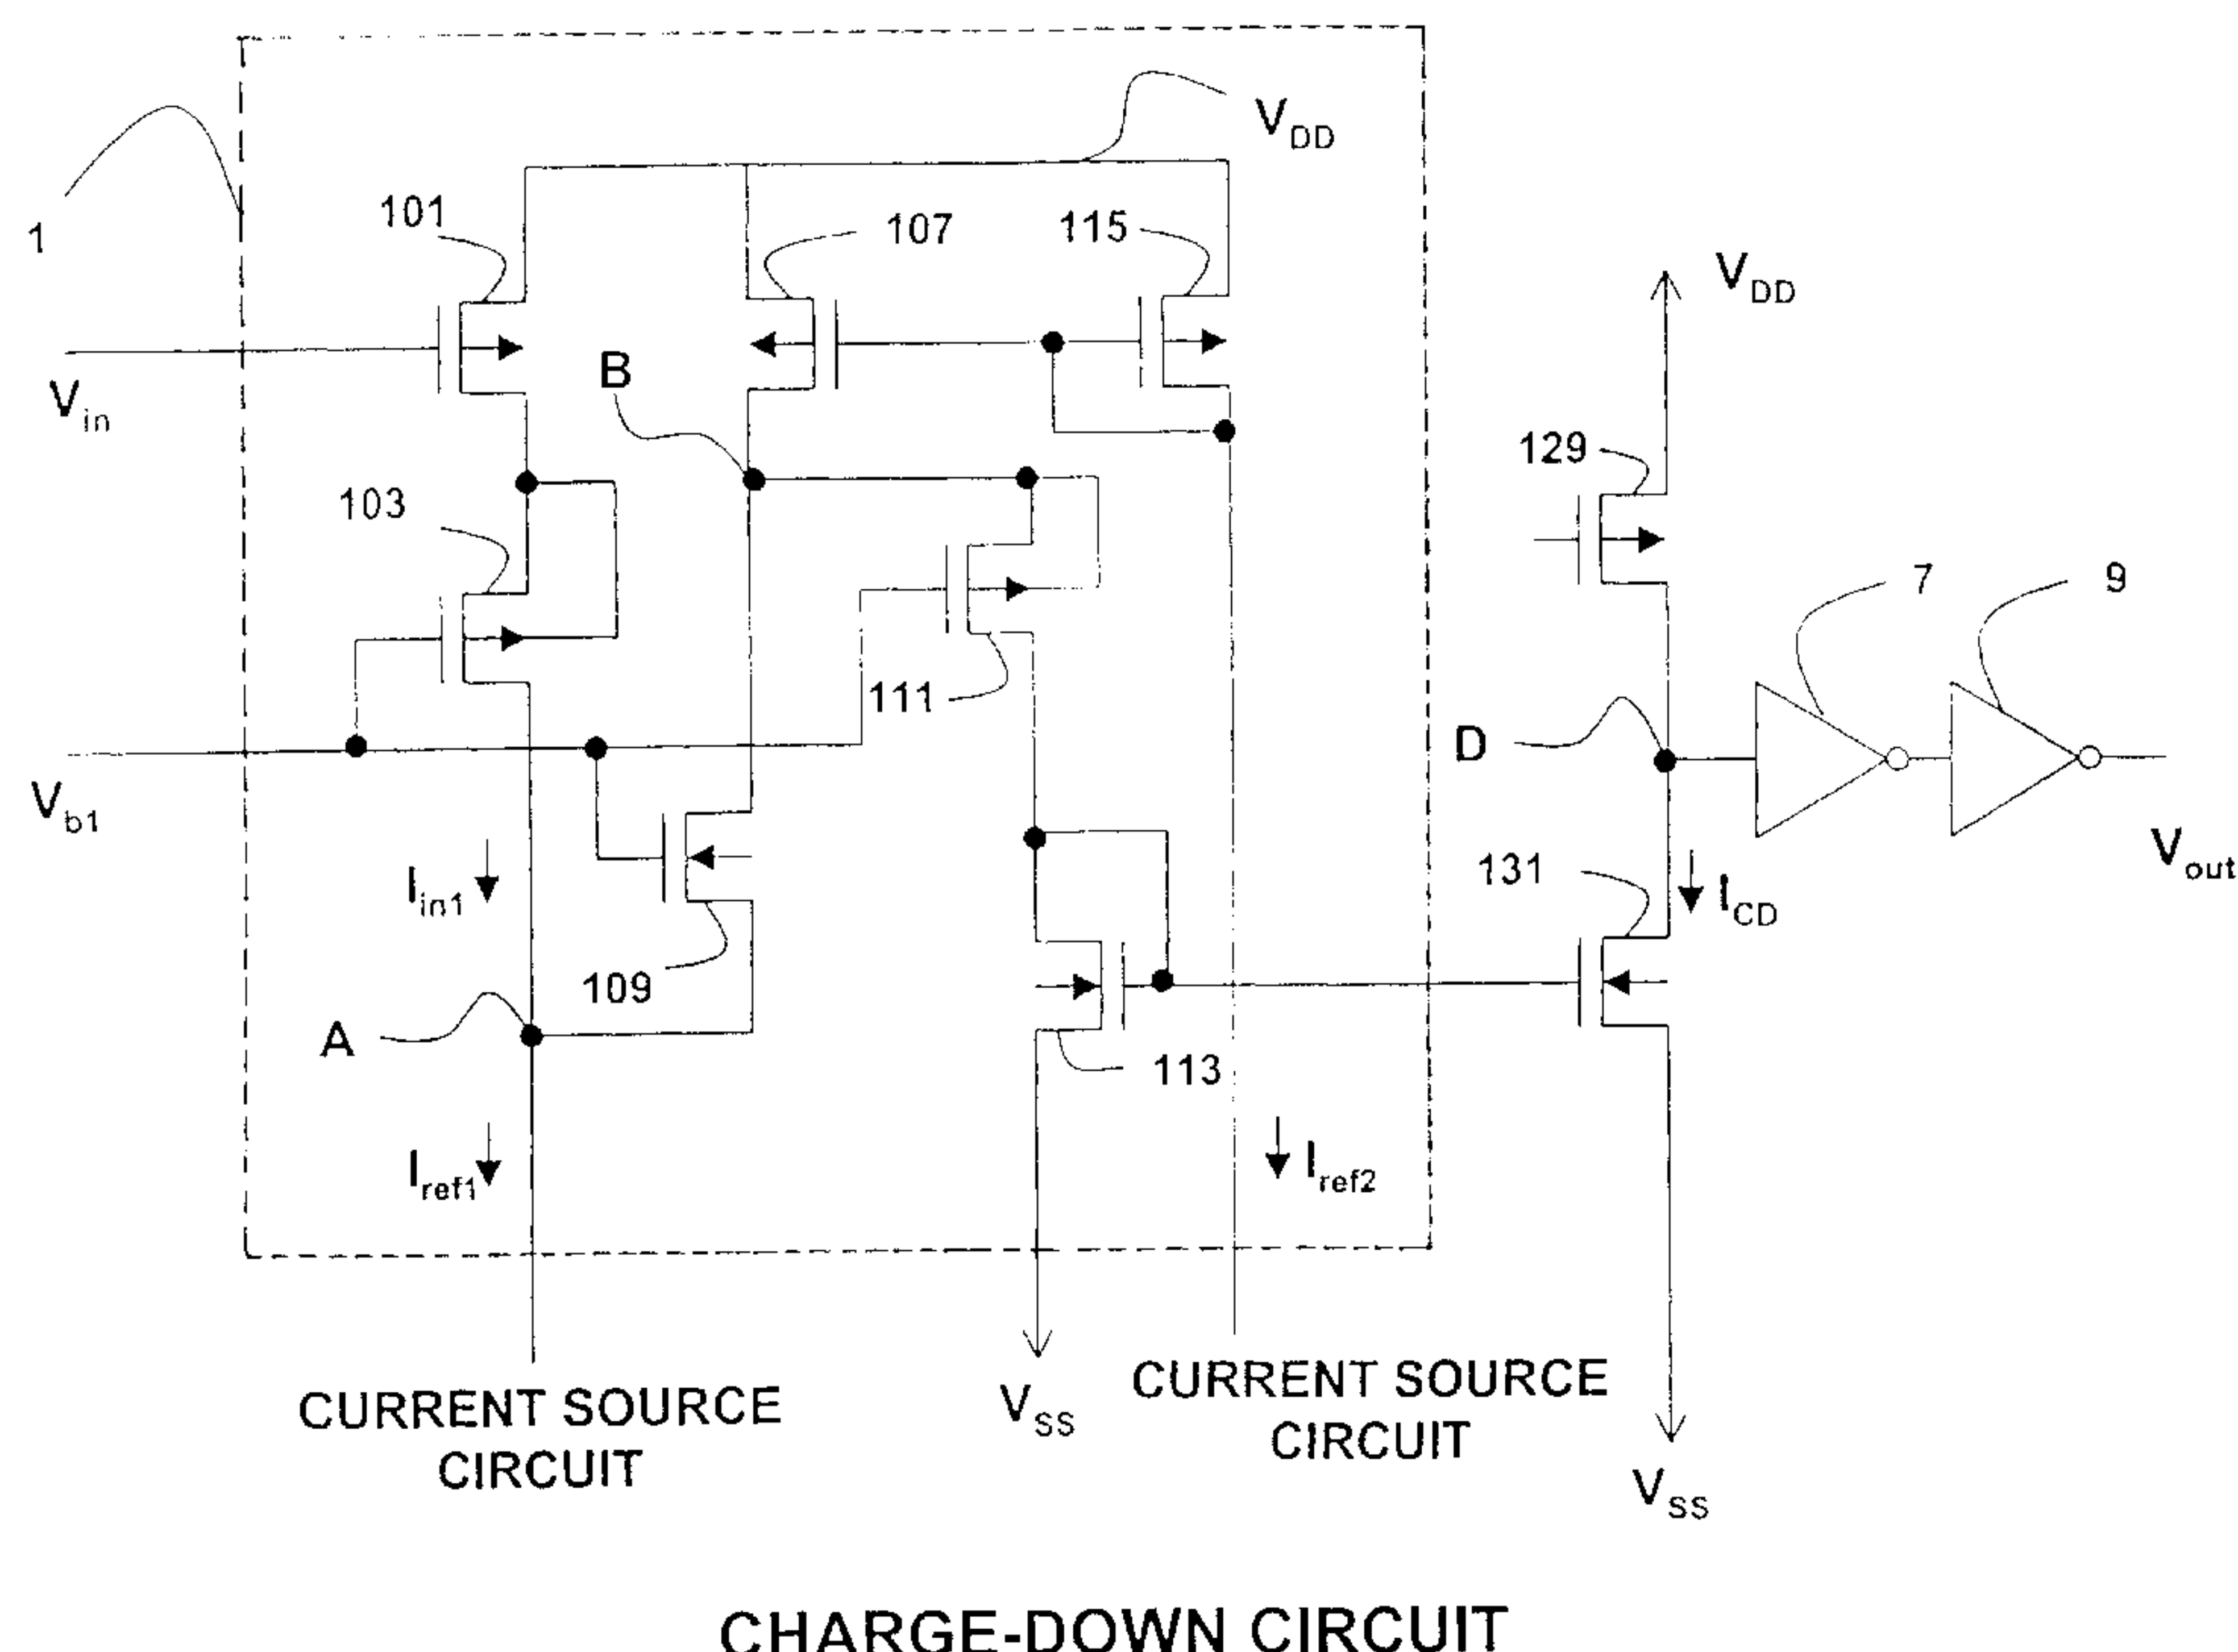 V_DD
1
101
107
115
V_DD
V_in
B
129
103
7
9
111
D
V_b1
I_in1
131
I_CD
V_out
109
A
113
I_ref1
I_ref2
CURRENT SOURCE
CIRCUIT
V_SS
CURRENT SOURCE
CIRCUIT
V_SS
CHARGE-DOWN CIRCUIT